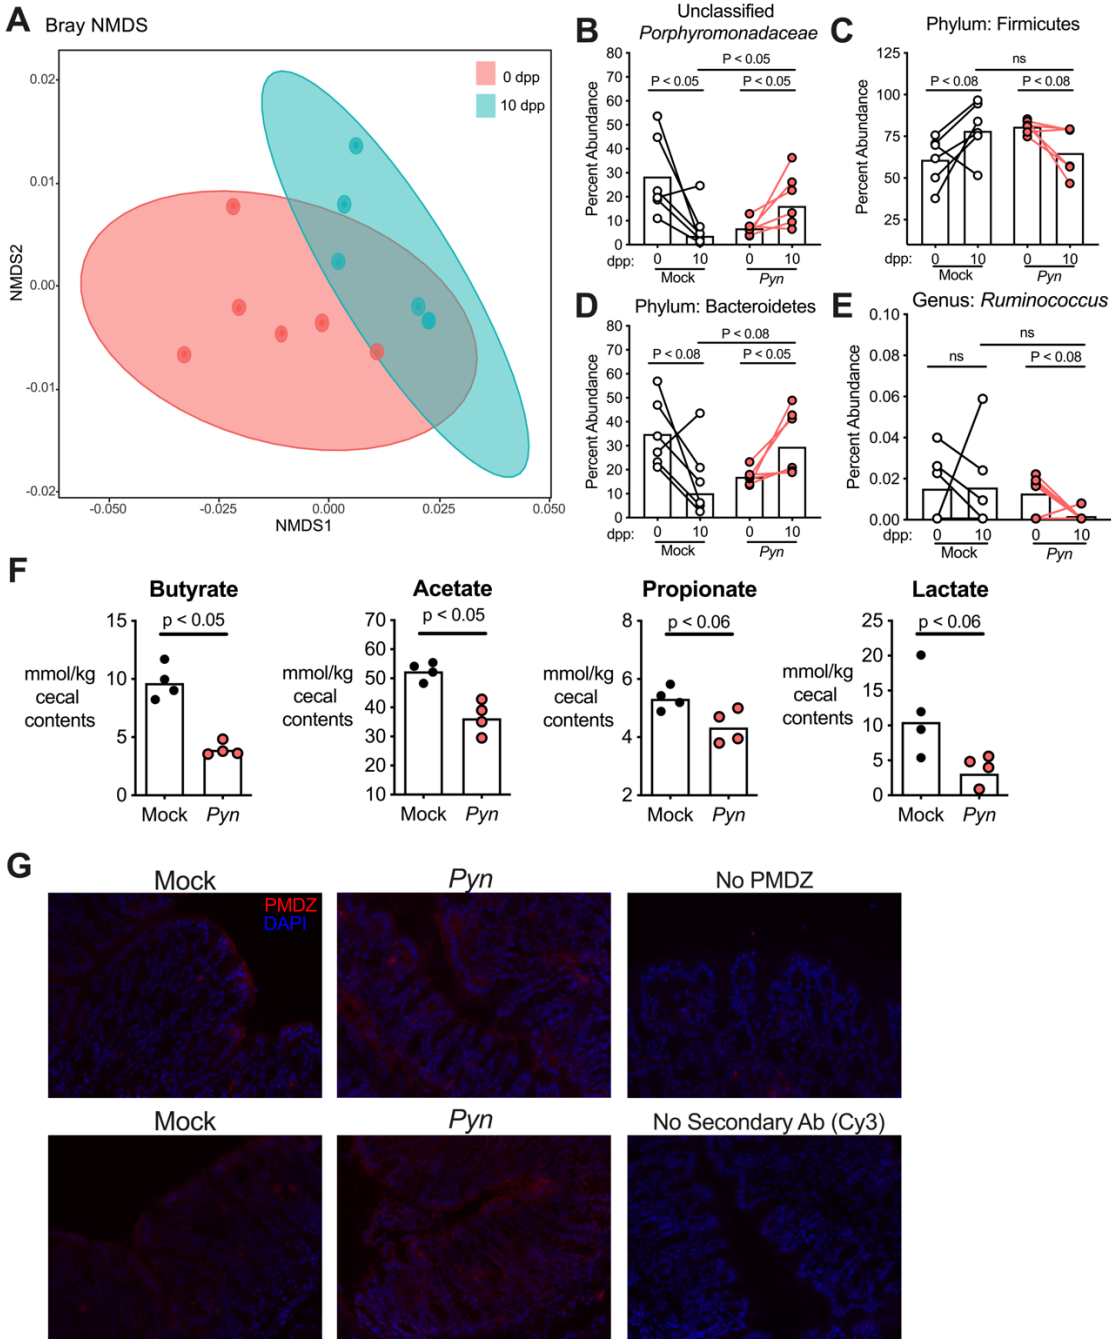 A Bray NMDS
0 dpp
10 dpp
0.02
0.01
0.00
-0.01
-0.02
NMDS2
-0.050
-0.025
0.000
0.025
0.050
NMDS1
B Unclassified
Porphyromonadaceae
P < 0.05
P < 0.05
P < 0.05
Percent Abundance
80
70
60
50
40
30
20
10
0
dpp: 0 10 0 10
Mock Pyn
C Phylum: Firmicutes
ns
P < 0.08
P < 0.08
Percent Abundance
125
100
75
50
25
dpp: 0 10 0 10
Mock Pyn
D Phylum: Bacteroidetes
P < 0.08
P < 0.08
P < 0.05
Percent Abundance
80
70
60
50
40
30
20
10
0
dpp: 0 10 0 10
Mock Pyn
E Genus: Ruminococcus
ns
ns
P < 0.08
Percent Abundance
0.10
0.08
0.06
0.04
0.02
0.00
dpp: 0 10 0 10
Mock Pyn
F
Butyrate
p < 0.05
mmol/kg
cecal
contents
15
10
5
0
Mock Pyn
Acetate
p < 0.05
mmol/kg
cecal
contents
70
60
50
40
30
20
10
Mock Pyn
Propionate
p < 0.06
mmol/kg
cecal
contents
8
6
4
2
Mock Pyn
Lactate
p < 0.06
mmol/kg
cecal
contents
25
20
15
10
5
0
Mock Pyn
G
Mock Pyn No PMDZ
PMDZ
DAPI
Mock Pyn No Secondary Ab (Cy3)